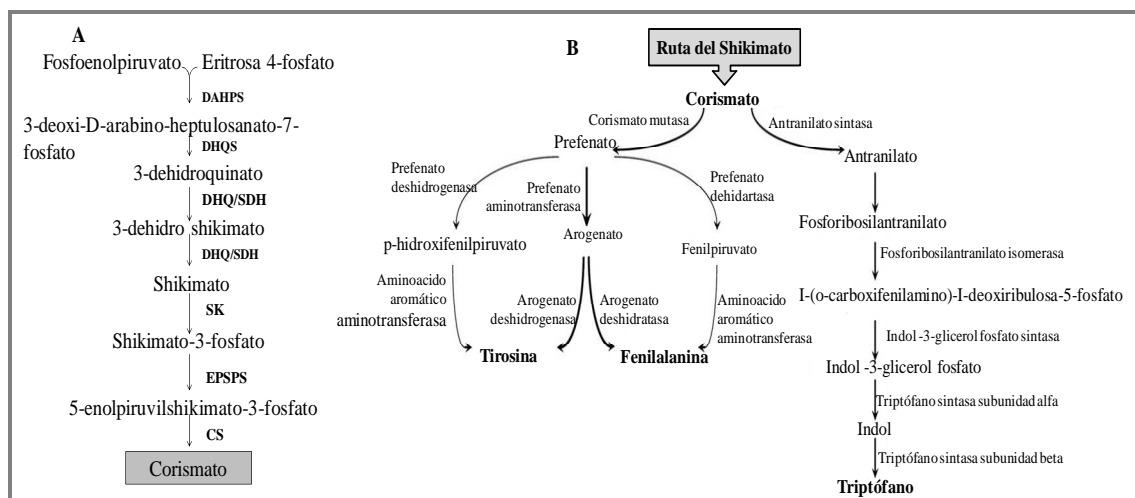 A
Fosfoenolpiruvato Eritrosa 4-fosfato
DAHPS
3-deoxi-D-arabino-heptulosanato-7-
fosfato
DHQS
3-dehidroquinato
DHQ/SDH
3-dehidro shikimato
DHQ/SDH
Shikimato
SK
Shikimato-3-fosfato
EPSPS
5-enolpiruvilshikimato-3-fosfato
CS
Corismato
B
Ruta del Shikimato
Corismato
Corismato mutasa
Antranilato sintasa
Prefenato
Antranilato
Prefenato
deshidrogenasa
Prefenato
aminotransferasa
Prefenato
dehidartasa
Fosforibosilantranilato
p-hidroxifenilpiruvato
Arogenato
Fenilpiruvato
Fosforibosilantranilato isomerasa
Aminoacido
aromático
aminotransferasa
Arogenato
deshidrogenasa
Arogenato
deshidratasa
Aminoacido
aromático
aminotransferasa
I-(o-carboxifenilamino)-I-deoxiribulosa-5-fosfato
Indol -3-glicerol fosfato sintasa
Tirosina
Fenilalanina
Indol -3-glicerol fosfato
Triptófano sintasa subunidad alfa
Indol
Triptófano sintasa subunidad beta
Triptófano